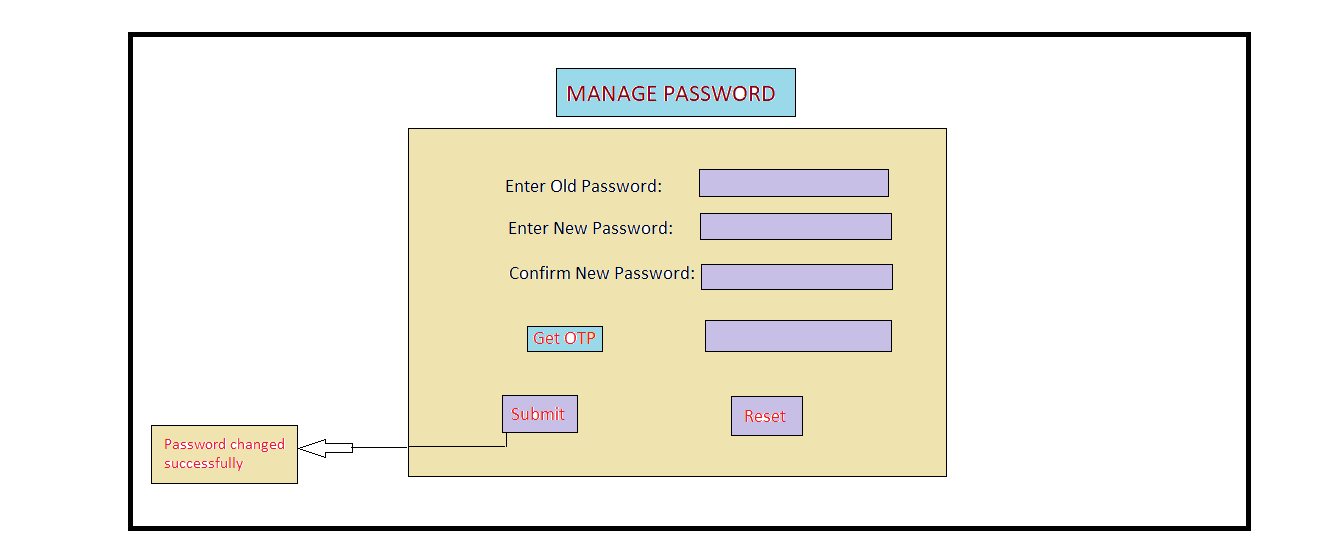 MANAGE PASSWORD
Enter Old Password:
Enter New Password:
Confirm New Password:
Get OTP
Submit
Reset
Password changed
successfully